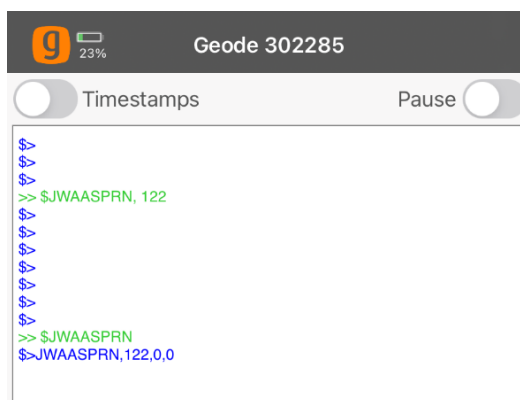 g
23%
Geode 302285
Timestamps
Pause
$>
$>
$>
>> $JWAASPRN, 122
$>
$>
$>
$>
$>
$>
$>
>> $JWAASPRN
$>JWAASPRN,122,0,0